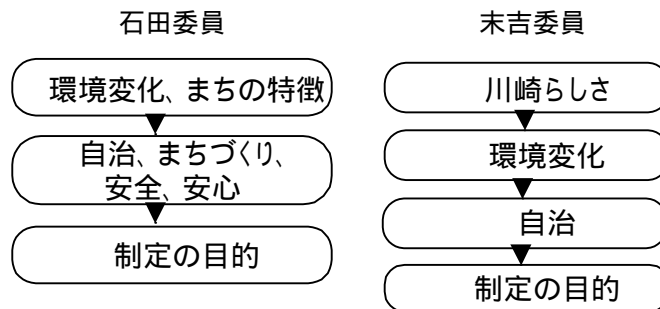 石田委員
環境変化、まちの特徴
自治、まちづくり、
安全、安心
制定の目的
末吉委員
川崎らしさ
環境変化
自治
制定の目的